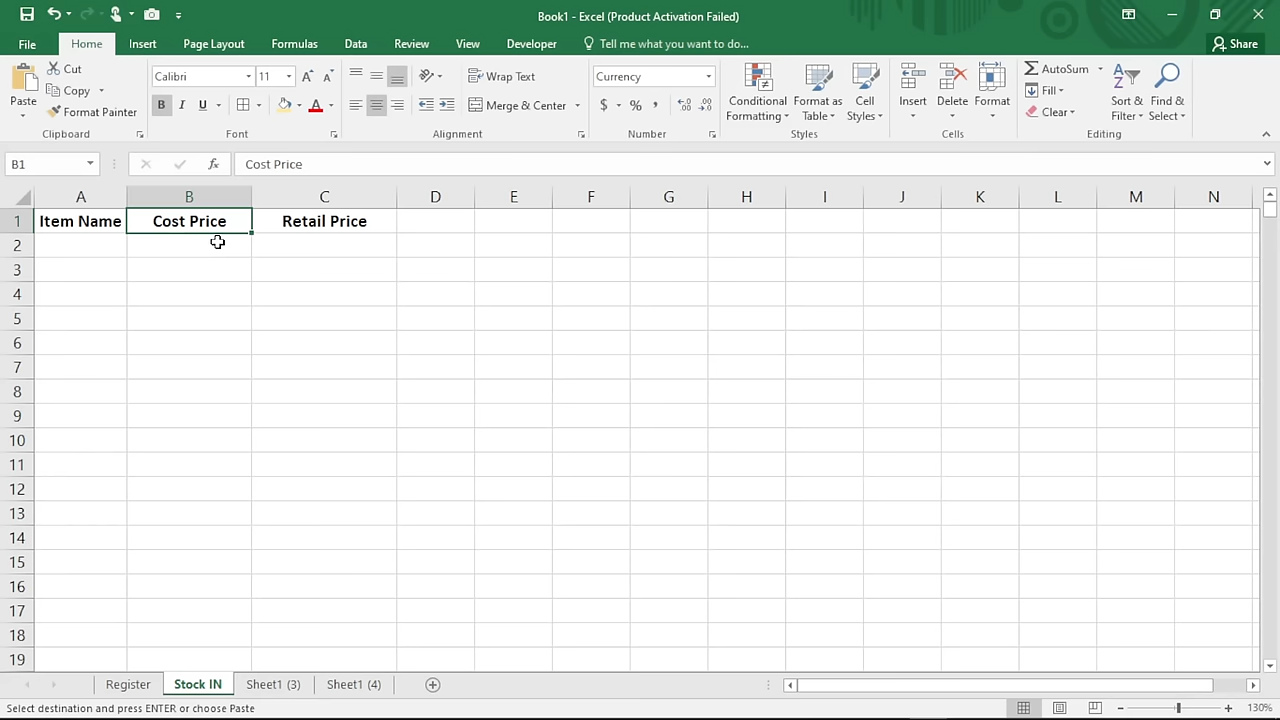 Book1 - Excel (Product Activation Failed)
File Home Insert Page Layout Formulas Data Review View Developer Tell me what you want to do... Share
Paste
Cut
Copy
Format Painter
Clipboard
Calibri 11
B I U A
Font
Wrap Text
Merge & Center
Alignment
Currency
$ % ,
Number
Conditional Formatting
Format as Table
Cell Styles
Styles
Insert Delete Format
Cells
AutoSum
Fill
Clear
Sort & Filter
Find & Select
Editing
B1 fx Cost Price
A B C D E F G H I J K L M N
1 Item Name Cost Price Retail Price
2
3
4
5
6
7
8
9
10
11
12
13
14
15
16
17
18
19
Register Stock IN Sheet1 (3) Sheet1 (4)
Select destination and press ENTER or choose Paste 130%